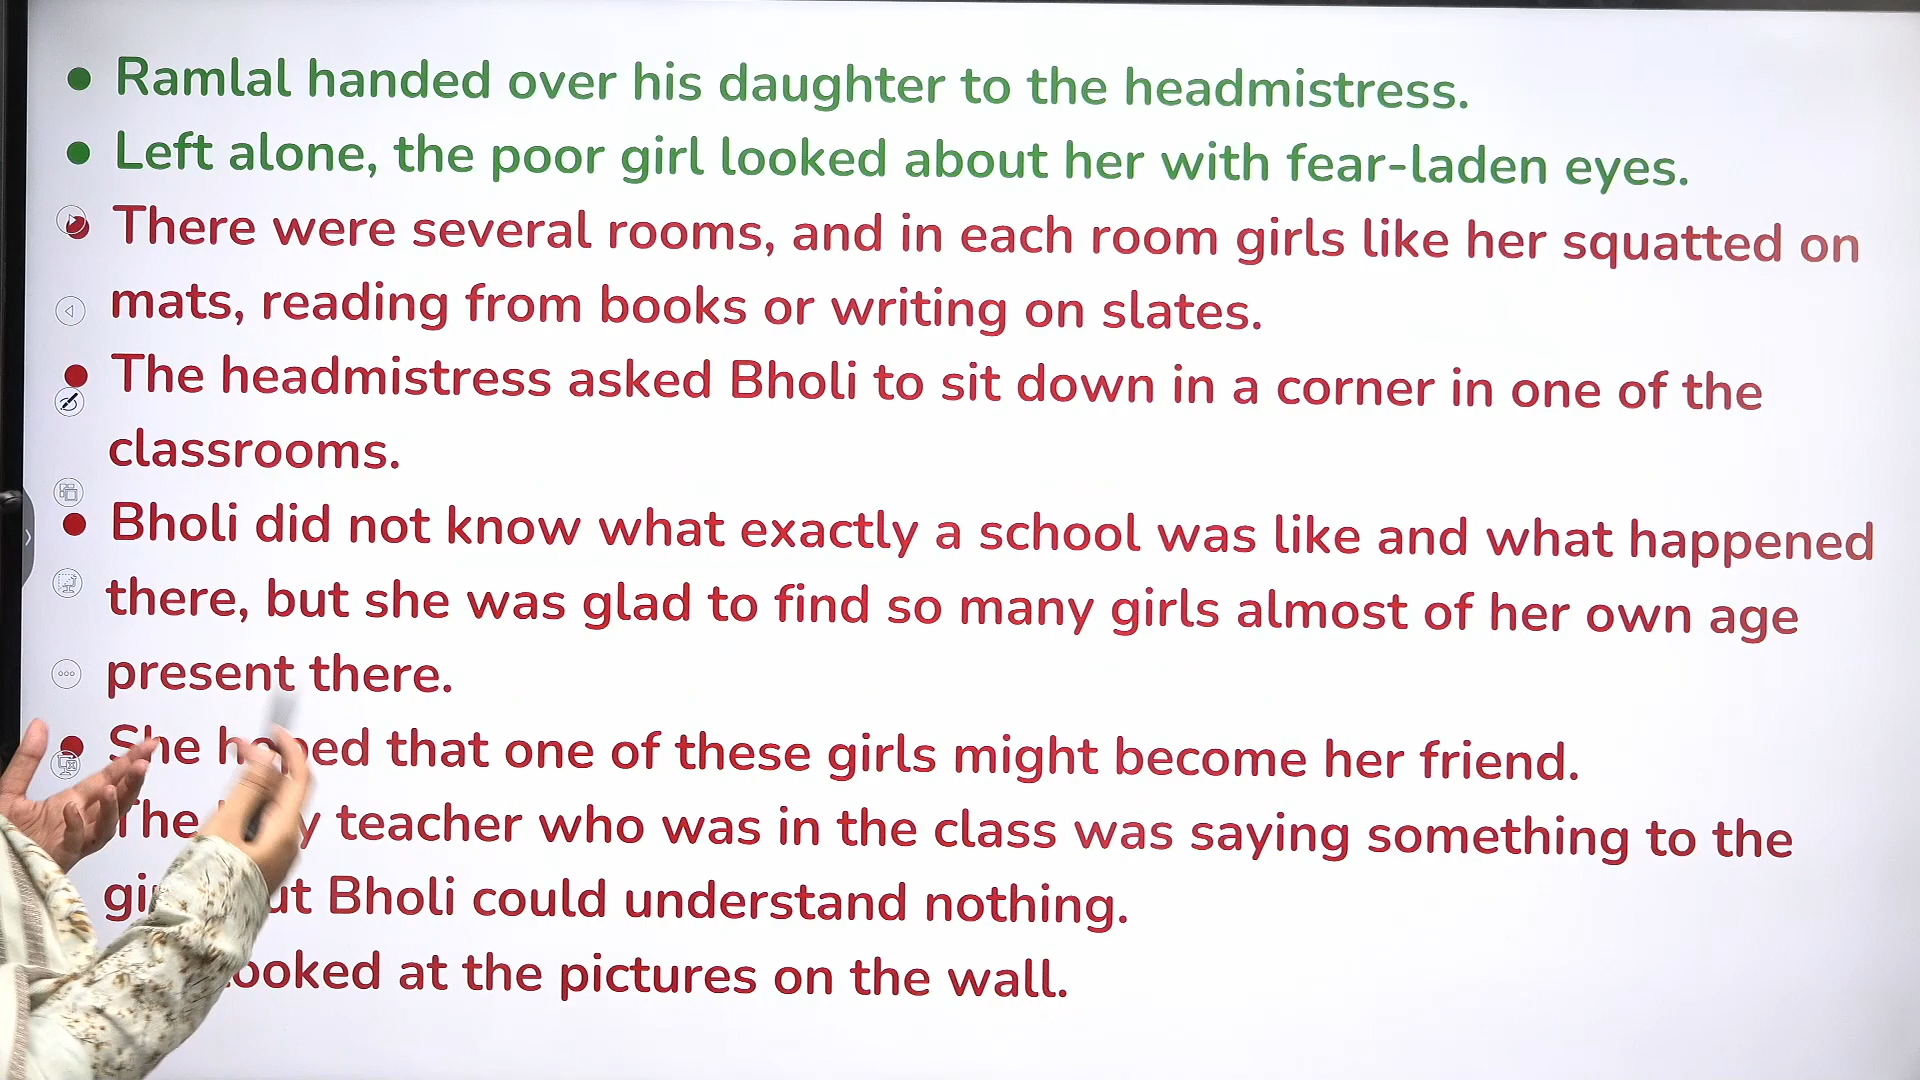 Ramlal handed over his daughter to the headmistress.
Left alone, the poor girl looked about her with fear-laden eyes.
There were several rooms, and in each room girls like her squatted on
mats, reading from books or writing on slates.
The headmistress asked Bholi to sit down in a corner in one of the
classrooms.
Bholi did not know what exactly a school was like and what happened
there, but she was glad to find so many girls almost of her own age
present there.
She hoped that one of these girls might become her friend.
The teacher who was in the class was saying something to the
Bholi could understand nothing.
looked at the pictures on the wall.